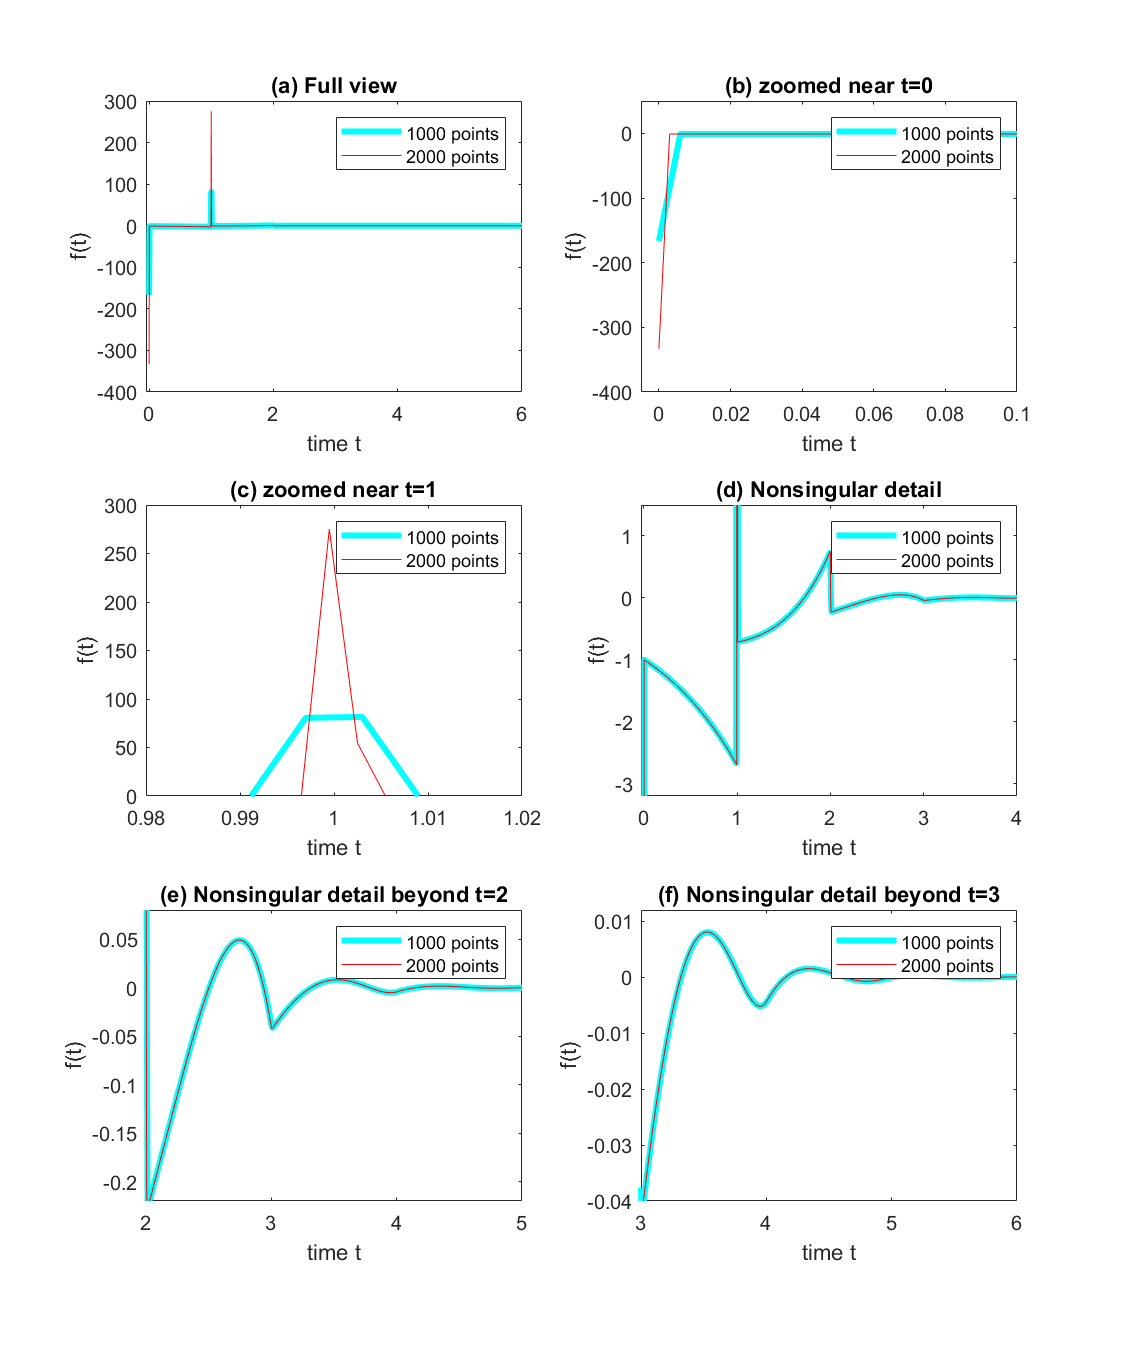 (a) Full view
300
200
100
0
-100
-200
-300
-400
f(t)
1000 points
2000 points
0 2 4 6
time t
(b) zoomed near t=0
0
-100
-200
-300
-400
f(t)
1000 points
2000 points
0 0.02 0.04 0.06 0.08 0.1
time t
(c) zoomed near t=1
300
250
200
150
100
50
0
f(t)
1000 points
2000 points
0.98 0.99 1 1.01 1.02
time t
(d) Nonsingular detail
1
0
-1
-2
-3
f(t)
1000 points
2000 points
0 1 2 3 4
time t
(e) Nonsingular detail beyond t=2
0.05
0
-0.05
-0.1
-0.15
-0.2
f(t)
1000 points
2000 points
2 3 4 5
time t
(f) Nonsingular detail beyond t=3
0.01
0
-0.01
-0.02
-0.03
-0.04
f(t)
1000 points
2000 points
3 4 5 6
time t